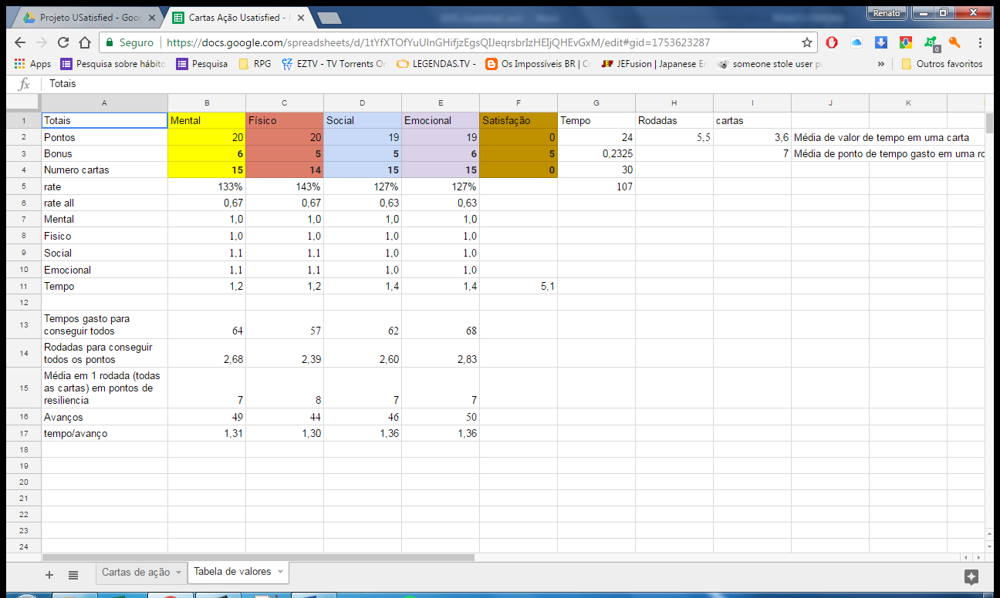 Projeto USatisfied - Goo
Cartas Ação Usatisfied -
Renato
Seguro
https://docs.google.com/spreadsheets/d/1tYfXTOfYuUlnGHifjzEgsQIJeqrsbrIzHEIjQHEvGxM/edit#gid=1753623287
Apps
Pesquisa sobre hábito
Pesquisa
RPG
EZTV - TV Torrents On
LEGENDAS.TV -
Os Impossíveis BR | Co
JEFusion | Japanese En
someone stole user p
»
Outros favoritos
fx Totais
A B C D E F G H I J K
1 Totais Mental Físico Social Emocional Satisfação Tempo Rodadas cartas
2 Pontos 20 20 19 19 0 24 5,5 3,6 Média de valor de tempo em uma carta
3 Bonus 6 5 5 6 5 0,2325 7 Média de ponto de tempo gasto em uma ro
4 Numero cartas 15 14 15 15 0 30
5 rate 133% 143% 127% 127% 107
6 rate all 0,67 0,67 0,63 0,63
7 Mental 1,0 1,0 1,0 1,0
8 Fisico 1,0 1,0 1,0 1,0
9 Social 1,1 1,1 1,0 1,0
10 Emocional 1,1 1,1 1,0 1,0
11 Tempo 1,2 1,2 1,4 1,4 5,1
12
Tempos gasto para
13 conseguir todos 64 57 62 68
Rodadas para conseguir
14 todos os pontos 2,68 2,39 2,60 2,83
Média em 1 rodada (todas
15 as cartas) em pontos de
resiliencia 7 8 7 7
16 Avanços 49 44 46 50
17 tempo/avanço 1,31 1,30 1,36 1,36
18
19
20
21
22
23
24
+ Cartas de ação Tabela de valores